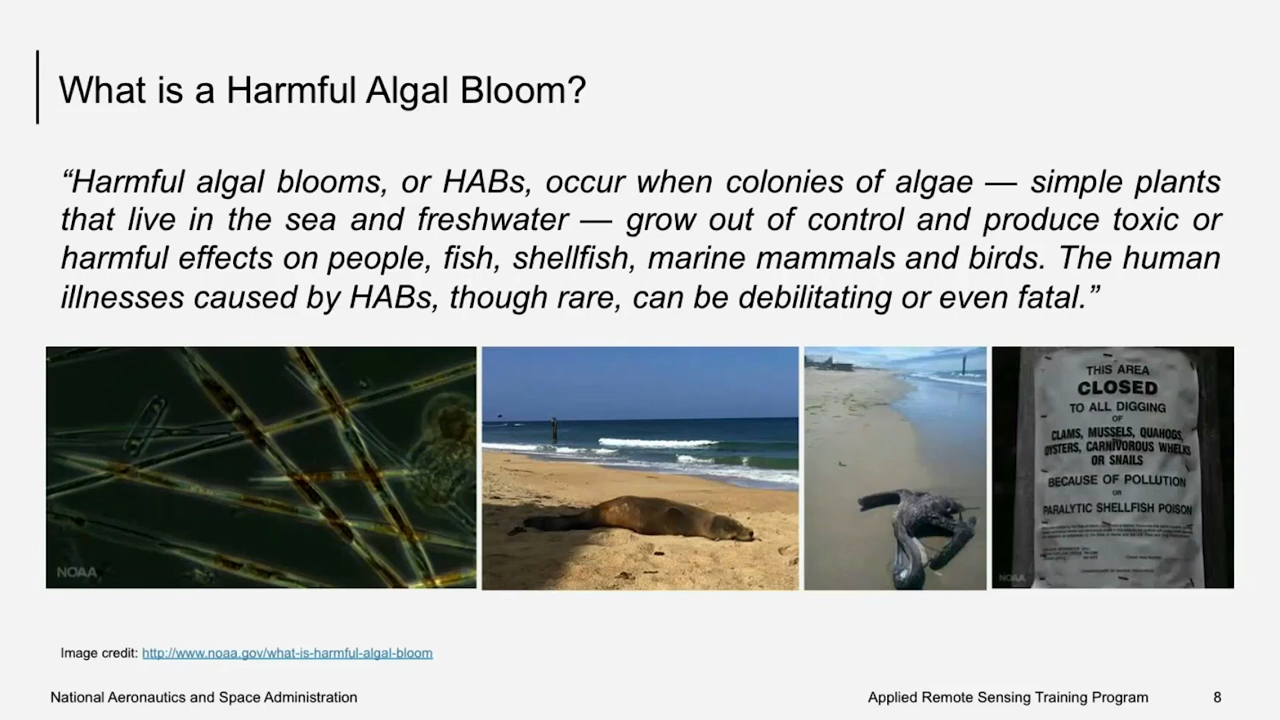 What is a Harmful Algal Bloom?
“Harmful algal blooms, or HABs, occur when colonies of algae — simple plants
that live in the sea and freshwater — grow out of control and produce toxic or
harmful effects on people, fish, shellfish, marine mammals and birds. The human
illnesses caused by HABs, though rare, can be debilitating or even fatal.”
NOAA
THIS AREA
CLOSED
TO ALL DIGGING
OF
CLAMS, MUSSELS, QUAHOGS,
OYSTERS, CARNIVOROUS WHELKS
OR SNAILS
BECAUSE OF POLLUTION
OR
PARALYTIC SHELLFISH POISON
NOAA
Image credit: http://www.noaa.gov/what-is-harmful-algal-bloom
National Aeronautics and Space Administration
Applied Remote Sensing Training Program
8